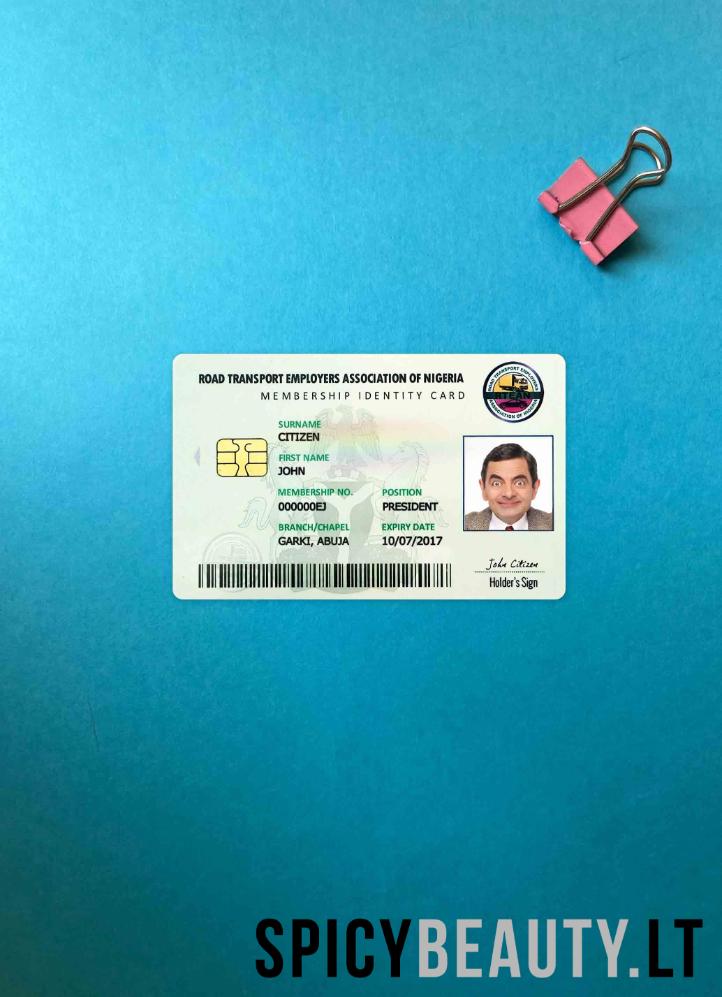 ROAD TRANSPORT EMPLOYERS ASSOCIATION OF NIGERIA
MEMBERSHIP IDENTITY CARD
ROAD TRANSPORT EMPLOYERS
RTEAN
ASSOCIATION OF NIGERIA
SURNAME
CITIZEN
FIRST NAME
JOHN
MEMBERSHIP NO. POSITION
000000EJ PRESIDENT
BRANCH/CHAPEL EXPIRY DATE
GARKI, ABUJA 10/07/2017
John Citizen
Holder's Sign
SPICYBEAUTY.LT